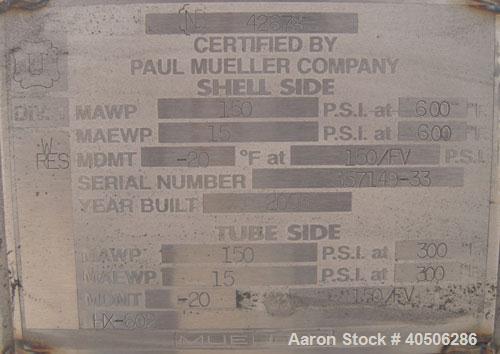 U
CERTIFIED BY
PAUL MUELLER COMPANY
SHELL SIDE
MAWP 150 P.S.I. at 600 °F
MAEWP 15 P.S.I. at 600 °F
W
RES
MDMT -20 °F at 150/FV P.S.I.
SERIAL NUMBER
YEAR BUILT
TUBE SIDE
MAWP 150 P.S.I. at 300 °F
MAEWP 15 P.S.I. at 300 °F
MDMT -20 150/FV
MUELLER
Aaron Stock # 40506286